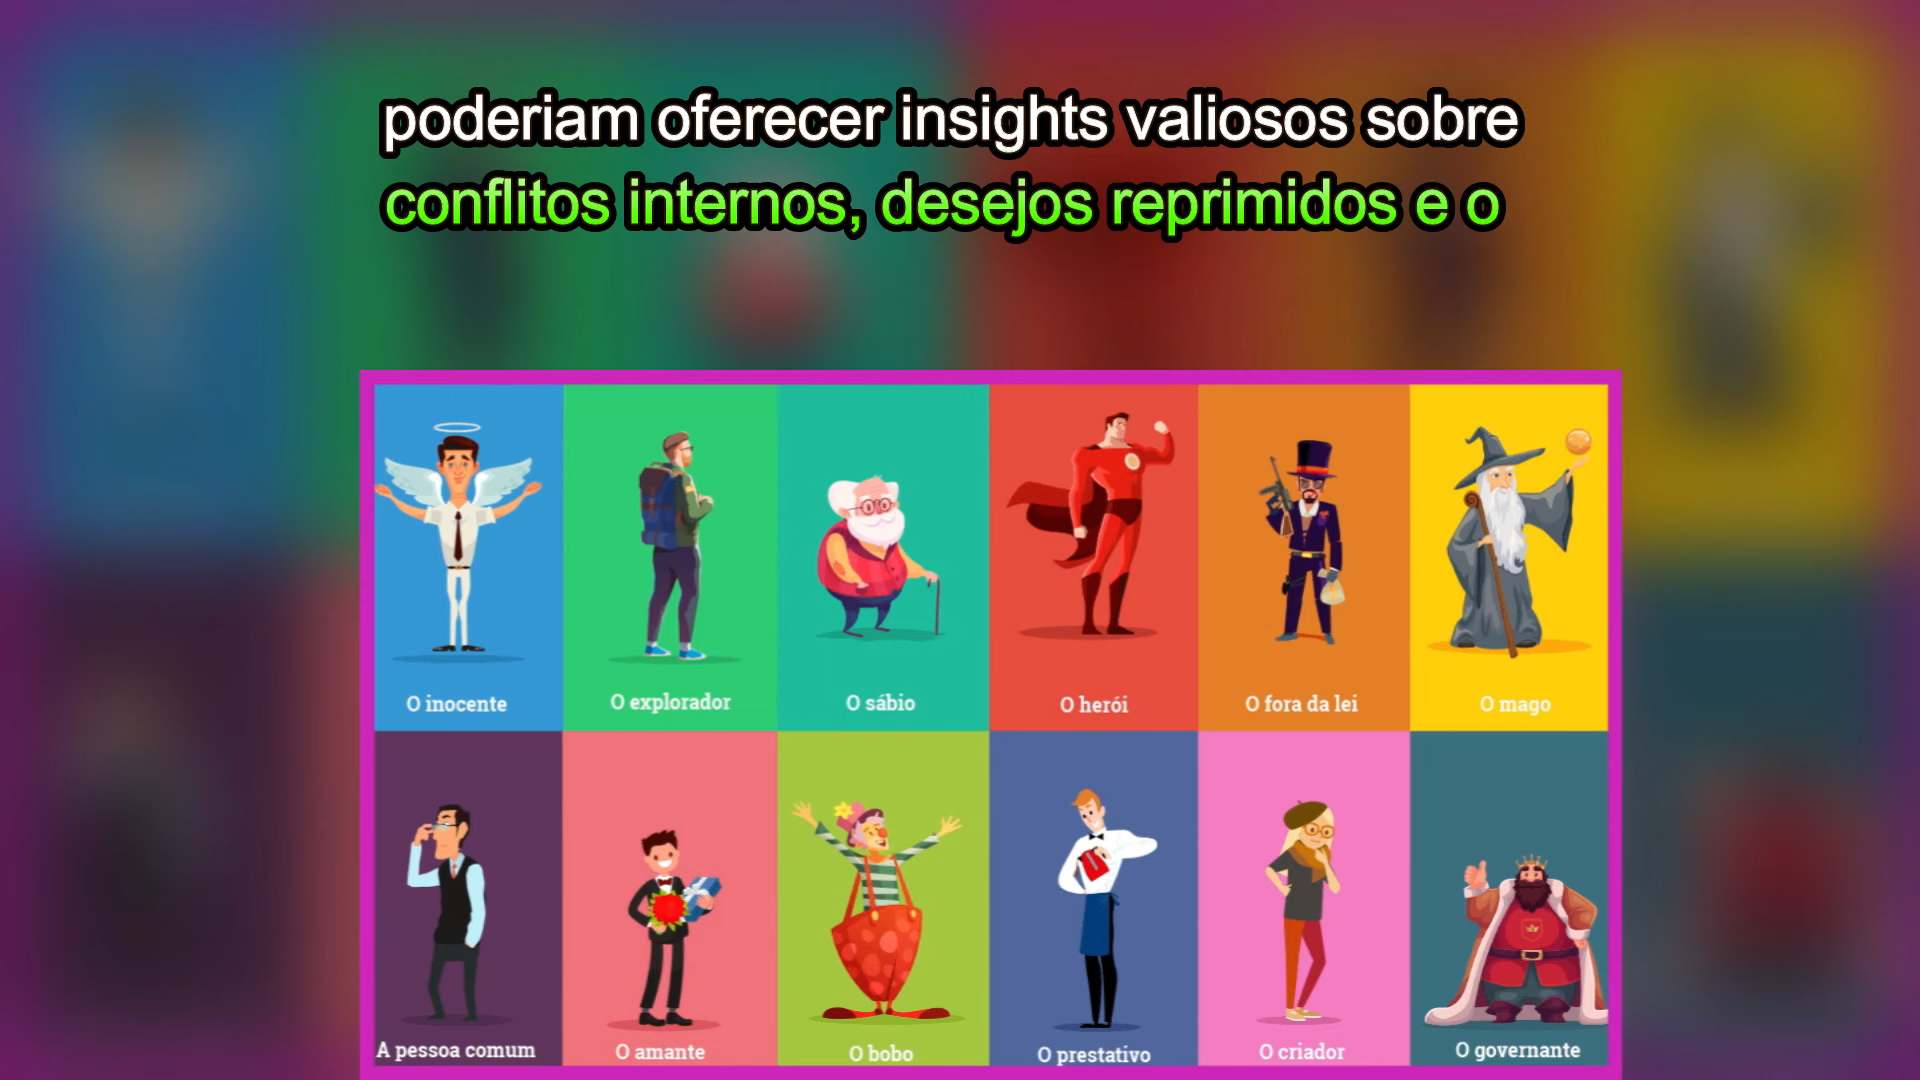 poderiam oferecer insights valiosos sobre
conflitos internos, desejos reprimidos e o
O inocente
O explorador
O sábio
O herói
O fora da lei
O mago
A pessoa comum
O amante
O bobo
O prestativo
O criador
O governante